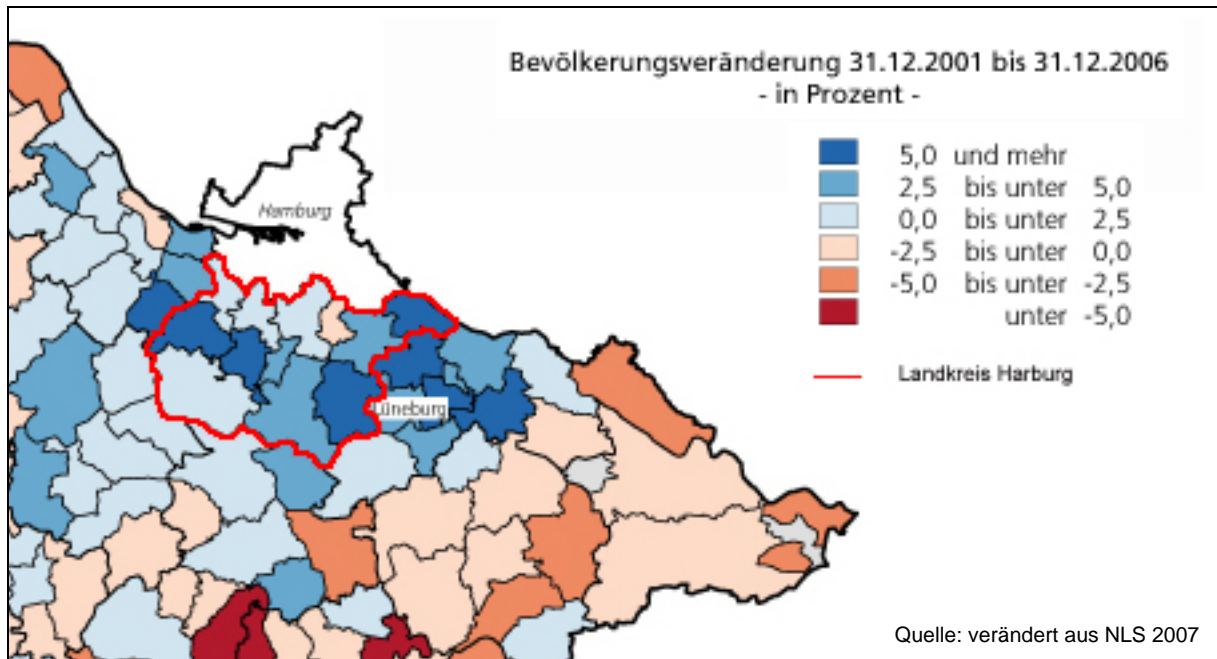 Bevölkerungsveränderung 31.12.2001 bis 31.12.2006
- in Prozent -
5,0 und mehr
2,5 bis unter 5,0
0,0 bis unter 2,5
-2,5 bis unter 0,0
-5,0 bis unter -2,5
unter -5,0
Landkreis Harburg
Hamburg
Lüneburg
Quelle: verändert aus NLS 2007